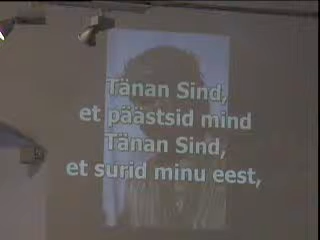 Tänan Sind,
et päästsid mind
Tänan Sind,
et surid minu eest,